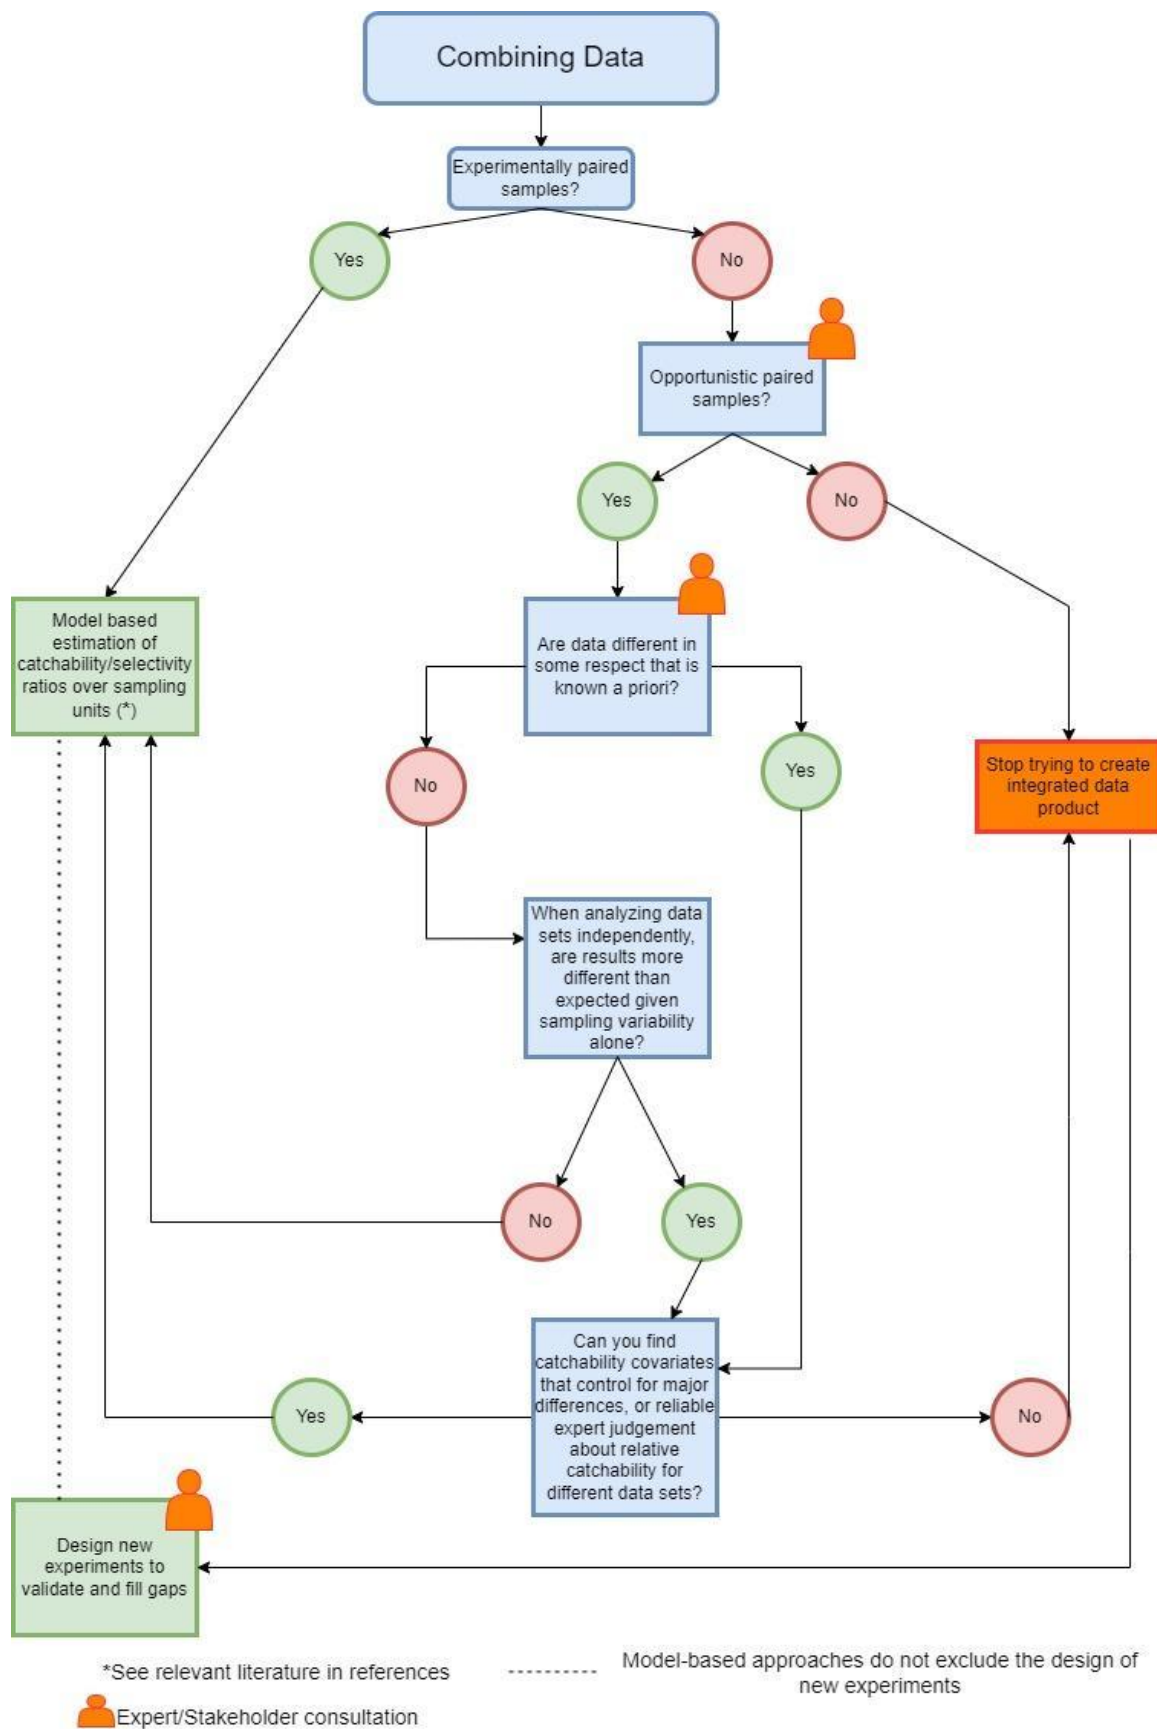 Combining Data
Experimentally paired
samples?
Yes
No
Opportunistic paired
samples?
Yes
No
Model based
estimation of
catchability/selectivity
ratios over sampling
units (*)
Are data different in
some respect that is
known a priori?
No
Yes
Stop trying to create
integrated data
product
When analyzing data
sets independently,
are results more
different than
expected given
sampling variability
alone?
No
Yes
Can you find
catchability covariates
that control for major
differences, or reliable
expert judgement
about relative
catchability for
different data sets?
Yes
No
Design new
experiments to
validate and fill gaps
*See relevant literature in references
Model-based approaches do not exclude the design of
new experiments
Expert/Stakeholder consultation